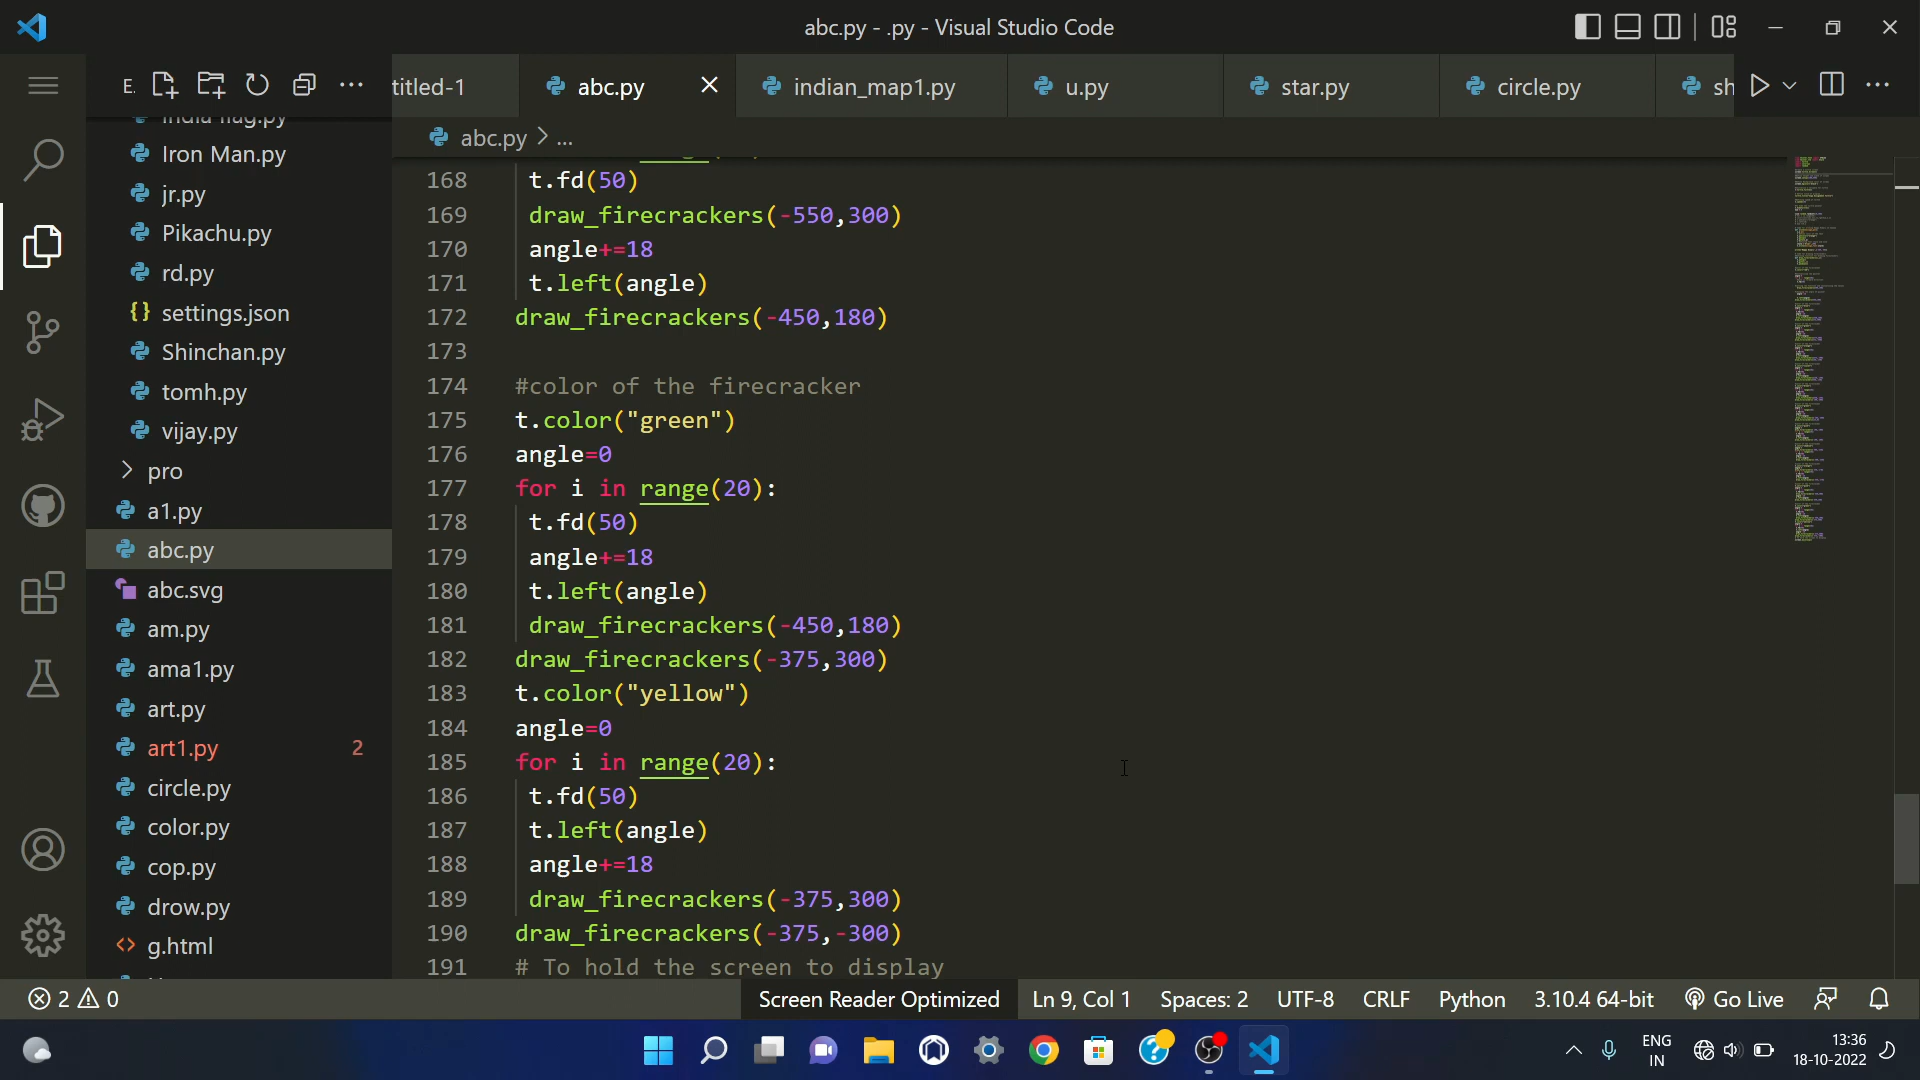 abc.py - .py - Visual Studio Code
E.
titled-1
abc.py
indian_map1.py
u.py
star.py
circle.py
sh
abc.py > ...
india flag.py
Iron Man.py
jr.py
Pikachu.py
rd.py
{} settings.json
Shinchan.py
tomh.py
vijay.py
pro
a1.py
abc.py
abc.svg
am.py
ama1.py
art.py
art1.py 2
circle.py
color.py
cop.py
drow.py
<> g.html
168 t.fd(50)
169 draw_firecrackers(-550,300)
170 angle+=18
171 t.left(angle)
172 draw_firecrackers(-450,180)
173
174 #color of the firecracker
175 t.color("green")
176 angle=0
177 for i in range(20):
178 t.fd(50)
179 angle+=18
180 t.left(angle)
181 draw_firecrackers(-450,180)
182 draw_firecrackers(-375,300)
183 t.color("yellow")
184 angle=0
185 for i in range(20):
186 t.fd(50)
187 t.left(angle)
188 angle+=18
189 draw_firecrackers(-375,300)
190 draw_firecrackers(-375,-300)
191 # To hold the screen to display
2 0 Screen Reader Optimized Ln 9, Col 1 Spaces: 2 UTF-8 CRLF Python 3.10.4 64-bit Go Live
ENG
IN
13:36
18-10-2022